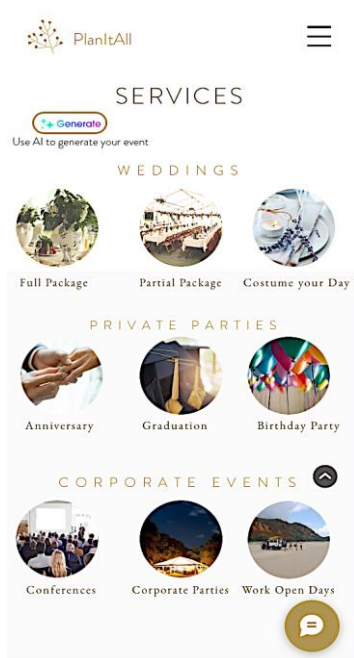 PlanItAll
SERVICES
Generate
Use AI to generate your event
WEDDINGS
Full Package Partial Package Costume your Day
PRIVATE PARTIES
Anniversary Graduation Birthday Party
CORPORATE EVENTS
Conferences Corporate Parties Work Open Days